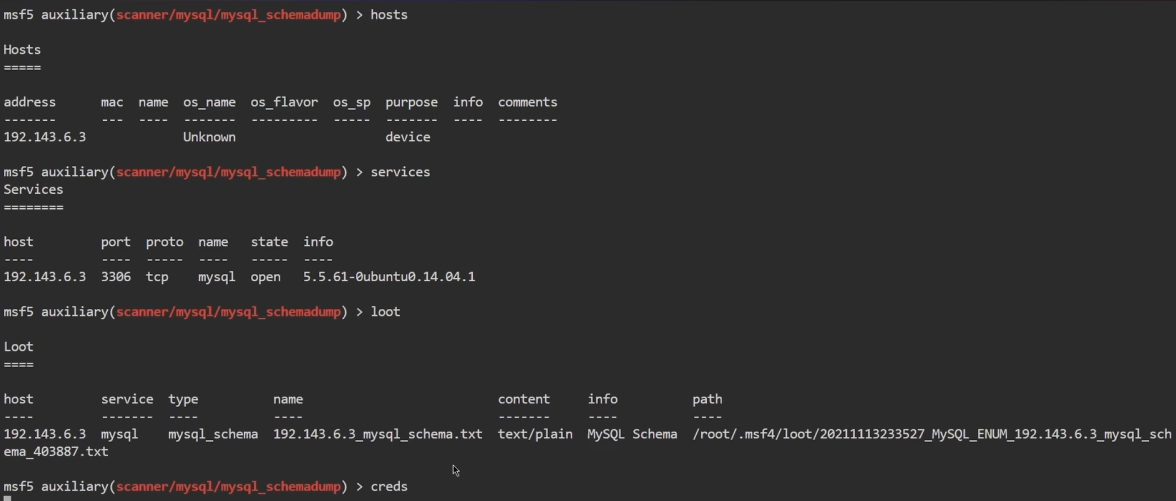 msf5 auxiliary(scanner/mysql/mysql_schemadump) > hosts
Hosts
=====
address      mac  name  os_name  os_flavor  os_sp  purpose  info  comments
-------      ---  ----  -------  ---------  -----  -------  ----  --------
192.143.6.3             Unknown                    device
msf5 auxiliary(scanner/mysql/mysql_schemadump) > services
Services
========
host         port  proto  name   state  info
----         ----  -----  ----   -----  ----
192.143.6.3  3306  tcp    mysql  open   5.5.61-0ubuntu0.14.04.1
msf5 auxiliary(scanner/mysql/mysql_schemadump) > loot
Loot
====
host         service  type          name                          content     info          path
----         -------  ----          ----                          -------     ----          ----
192.143.6.3  mysql    mysql_schema  192.143.6.3_mysql_schema.txt  text/plain  MySQL Schema  /root/.msf4/loot/20211113233527_MySQL_ENUM_192.143.6.3_mysql_sch
ema_403887.txt
msf5 auxiliary(scanner/mysql/mysql_schemadump) > creds